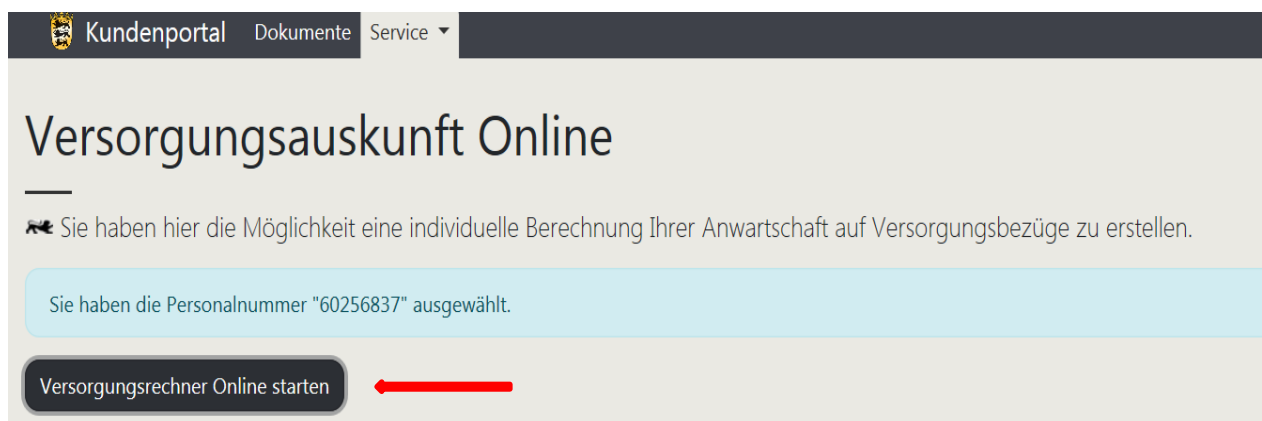 Kundenportal Dokumente Service
Versorgungsauskunft Online
Sie haben hier die Möglichkeit eine individuelle Berechnung Ihrer Anwartschaft auf Versorgungsbezüge zu erstellen.
Sie haben die Personalnummer "60256837" ausgewählt.
Versorgungsrechner Online starten